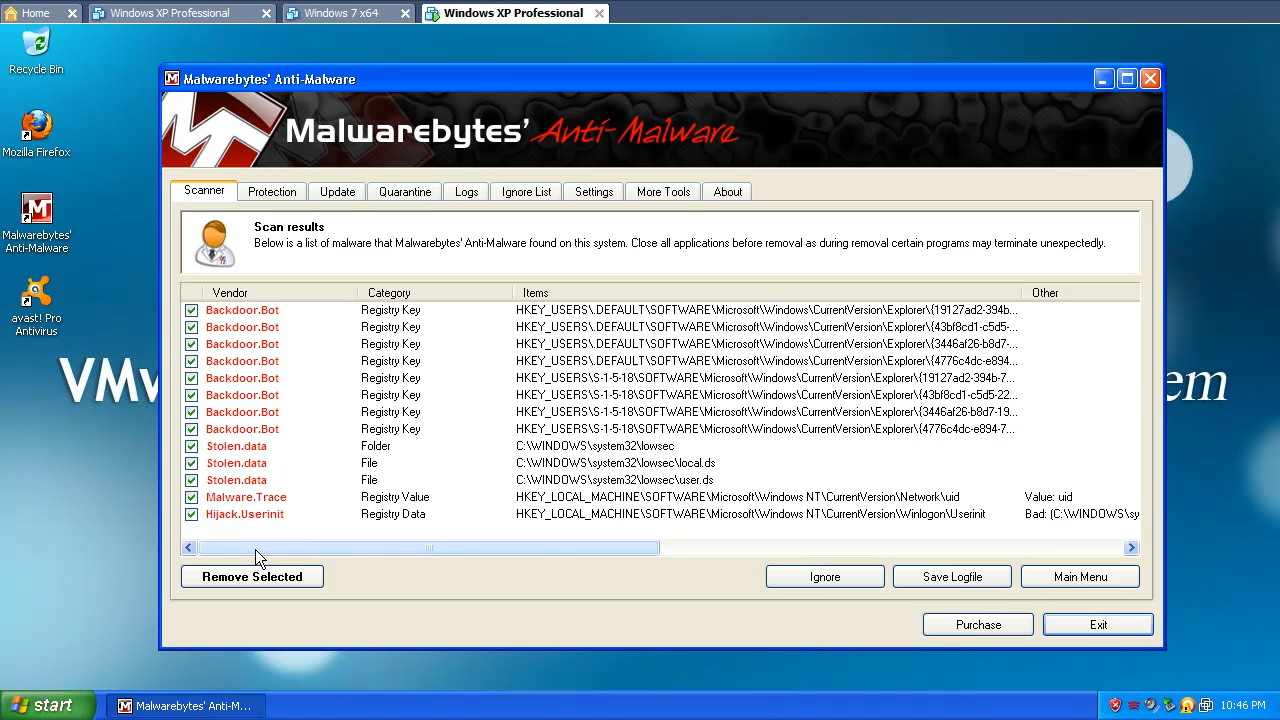 Home
Windows XP Professional
Windows 7 x64
Windows XP Professional
Recycle Bin
Mozilla Firefox
Malwarebytes'
Anti-Malware
avast! Pro
Antivirus
Malwarebytes' Anti-Malware
Malwarebytes' Anti-Malware
Scanner
Protection
Update
Quarantine
Logs
Ignore List
Settings
More Tools
About
Scan results
Below is a list of malware that Malwarebytes' Anti-Malware found on this system. Close all applications before removal as during removal certain programs may terminate unexpectedly.
Vendor Category Items Other
Backdoor.Bot Registry Key HKEY_USERS\.DEFAULT\SOFTWARE\Microsoft\Windows\CurrentVersion\Explorer\{19127ad2-394b...
Backdoor.Bot Registry Key HKEY_USERS\.DEFAULT\SOFTWARE\Microsoft\Windows\CurrentVersion\Explorer\{43bf8cd1-c5d5-...
Backdoor.Bot Registry Key HKEY_USERS\.DEFAULT\SOFTWARE\Microsoft\Windows\CurrentVersion\Explorer\{3446af26-b8d7-...
Backdoor.Bot Registry Key HKEY_USERS\.DEFAULT\SOFTWARE\Microsoft\Windows\CurrentVersion\Explorer\{4776c4dc-e894...
Backdoor.Bot Registry Key HKEY_USERS\S-1-5-18\SOFTWARE\Microsoft\Windows\CurrentVersion\Explorer\{19127ad2-394b-7...
Backdoor.Bot Registry Key HKEY_USERS\S-1-5-18\SOFTWARE\Microsoft\Windows\CurrentVersion\Explorer\{43bf8cd1-c5d5-22...
Backdoor.Bot Registry Key HKEY_USERS\S-1-5-18\SOFTWARE\Microsoft\Windows\CurrentVersion\Explorer\{3446af26-b8d7-19...
Backdoor.Bot Registry Key HKEY_USERS\S-1-5-18\SOFTWARE\Microsoft\Windows\CurrentVersion\Explorer\{4776c4dc-e894-7...
Stolen.data Folder C:\WINDOWS\system32\lowsec
Stolen.data File C:\WINDOWS\system32\lowsec\local.ds
Stolen.data File C:\WINDOWS\system32\lowsec\user.ds
Malware.Trace Registry Value HKEY_LOCAL_MACHINE\SOFTWARE\Microsoft\Windows NT\CurrentVersion\Network\uid Value: uid
Hijack.Userinit Registry Data HKEY_LOCAL_MACHINE\SOFTWARE\Microsoft\Windows NT\CurrentVersion\Winlogon\Userinit Bad: (C:\WINDOWS\sy
Remove Selected
Ignore
Save Logfile
Main Menu
Purchase
Exit
start
Malwarebytes' Anti-M...
10:46 PM